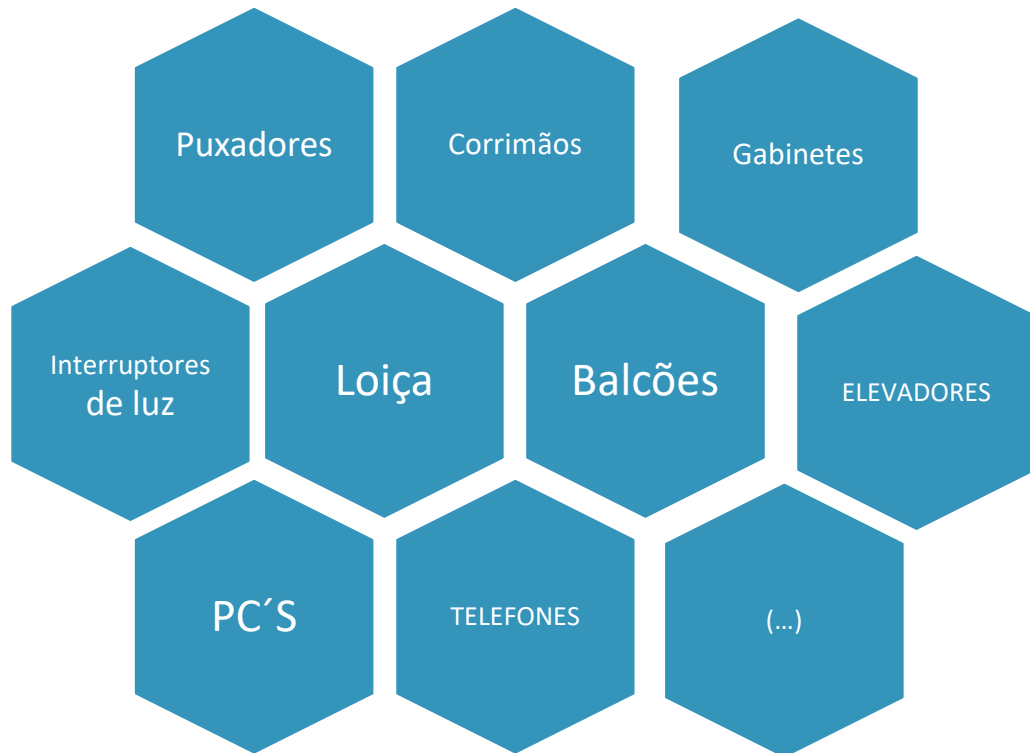 Puxadores
Corrimãos
Gabinetes
Interruptores
de luz
Loiça
Balcões
ELEVADORES
PC´S
TELEFONES
(...)